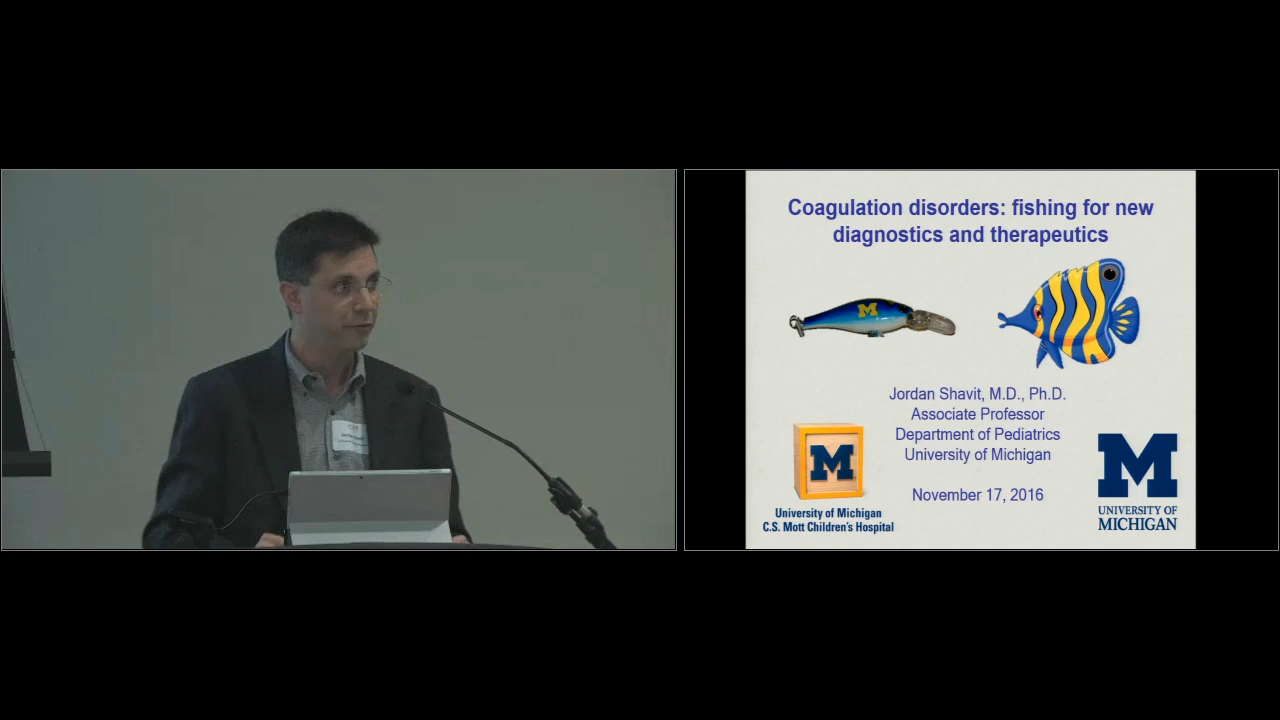 Coagulation disorders: fishing for new
diagnostics and therapeutics
M
Jordan Shavit, M.D., Ph.D.
Associate Professor
Department of Pediatrics
University of Michigan
November 17, 2016
M
University of Michigan
C.S. Mott Children's Hospital
M
UNIVERSITY OF
MICHIGAN